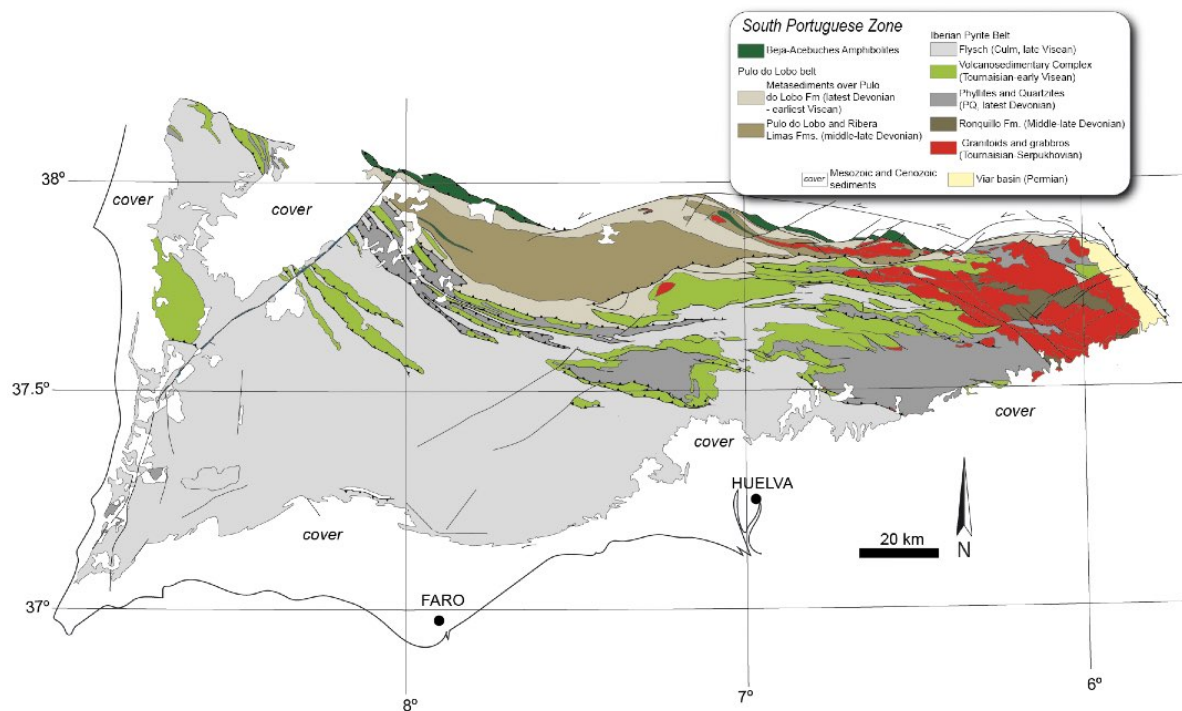 South Portuguese Zone
Beja-Acebuches Amphibolites
Pulo do Lobo belt
Metasediments over Pulo
do Lobo Fm (latest Devonian
- earliest Visean)
Pulo do Lobo and Ribera
Limas Fms. (middle-late Devonian)
Iberian Pyrite Belt
Flysch (Culm, late Visean)
Volcanosedimentary Complex
(Tournaisian-early Visean)
Phyllites and Quartzites
(PQ, latest Devonian)
Ronquillo Fm. (Middle-late Devonian)
Granitoids and grabbros
(Tournaisian-Serpukhovian)
cover
Mesozoic and Cenozoic
sediments
Viar basin (Permian)
38º
cover
cover
37.5º
cover
cover
HUELVA
cover
20 km
N
37º
FARO
8º
7º
6º